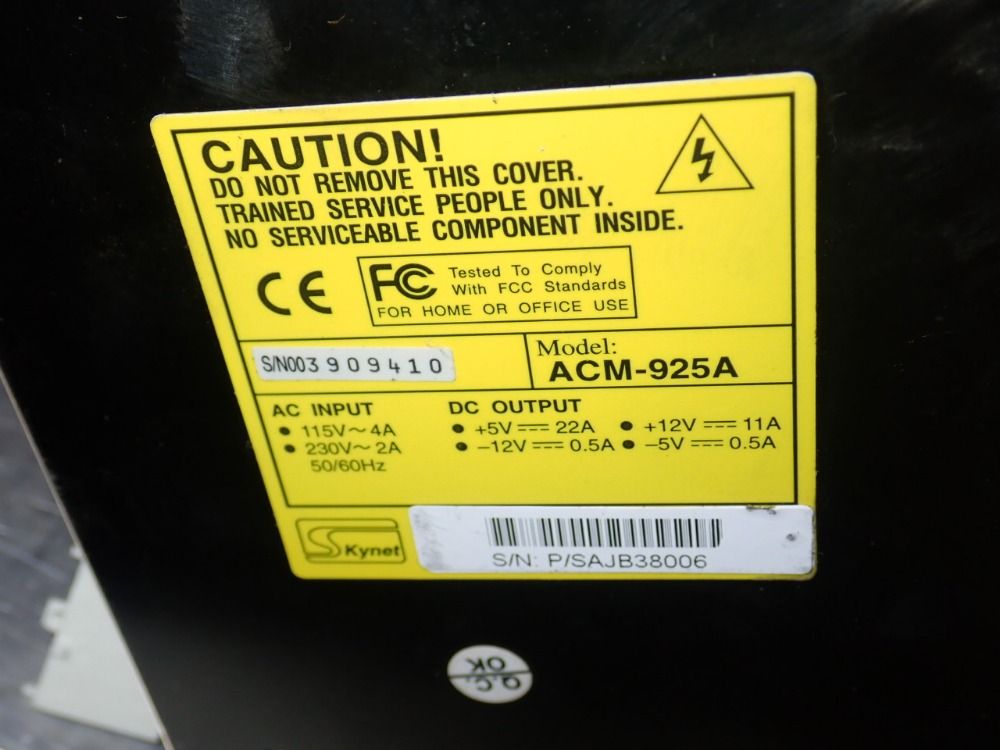 CAUTION!
DO NOT REMOVE THIS COVER.
TRAINED SERVICE PEOPLE ONLY.
NO SERVICEABLE COMPONENT INSIDE.
CE
FC Tested To Comply
With FCC Standards
FOR HOME OR OFFICE USE
S/N003909410
Model:
ACM-925A
AC INPUT
• 115V~ 4A
• 230V~ 2A
50/60Hz
DC OUTPUT
• +5V ⎓ 22A • +12V ⎓ 11A
• –12V ⎓ 0.5A • –5V ⎓ 0.5A
S Kynet
S/N: P/SAJB38006
Q.C.
OK